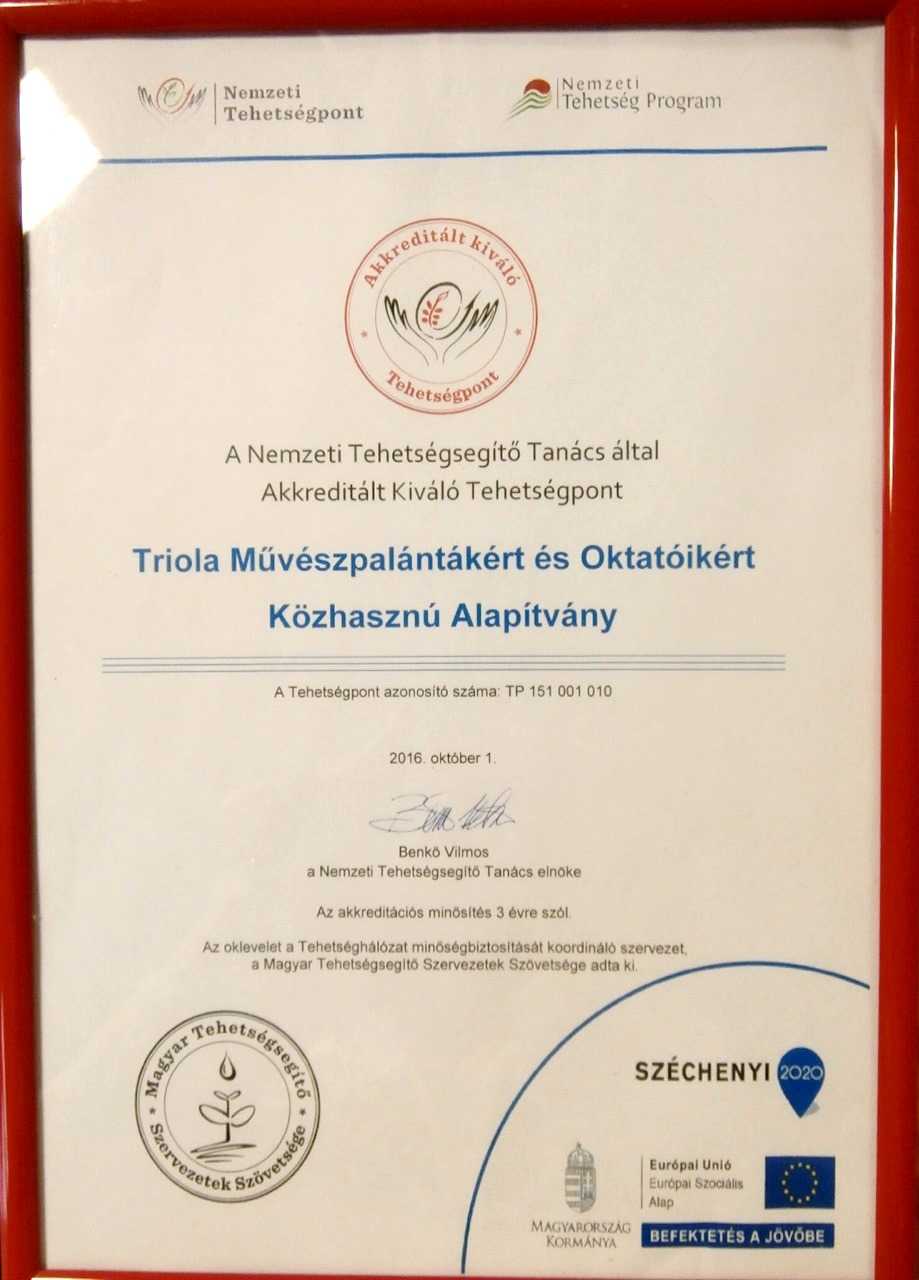 Nemzeti
Tehetségpont
Nemzeti
Tehetség Program
Akkreditált kiváló
Tehetségpont
A Nemzeti Tehetségsegítő Tanács által
Akkreditált Kiváló Tehetségpont
Triola Művészpalántákért és Oktatóikért
Közhasznú Alapítvány
A Tehetségpont azonosító száma: TP 151 001 010
2016. október 1.
Benkő Vilmos
a Nemzeti Tehetségsegítő Tanács elnöke
Az akkreditációs minősítés 3 évre szól.
Az oklevelet a Tehetséghálózat minőségbiztosítását koordináló szervezet,
a Magyar Tehetségsegítő Szervezetek Szövetsége adta ki.
Magyar Tehetségsegítő
Szervezetek Szövetsége
SZÉCHENYI 2020
MAGYARORSZÁG
KORMÁNYA
Európai Unió
Európai Szociális
Alap
BEFEKTETÉS A JÖVŐBE